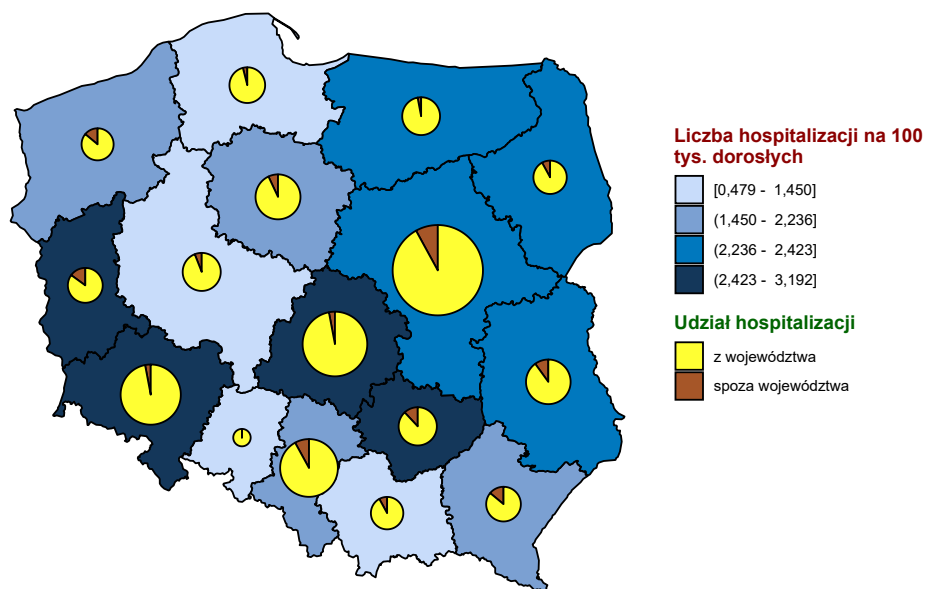 Liczba hospitalizacji na 100
tys. dorosłych
[0,479 - 1,450]
(1,450 - 2,236]
(2,236 - 2,423]
(2,423 - 3,192]
Udział hospitalizacji
z województwa
spoza województwa